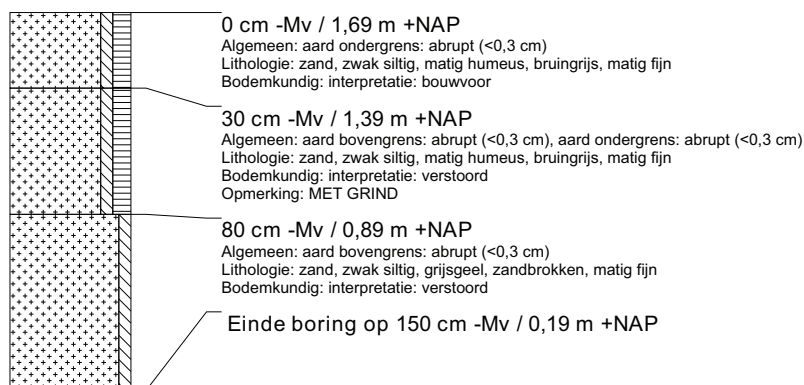 0 cm -Mv / 1,69 m +NAP
Algemeen: aard ondergrens: abrupt (<0,3 cm)
Lithologie: zand, zwak siltig, matig humeus, bruingrijs, matig fijn
Bodemkundig: interpretatie: bouwvoor
30 cm -Mv / 1,39 m +NAP
Algemeen: aard bovengrens: abrupt (<0,3 cm), aard ondergrens: abrupt (<0,3 cm)
Lithologie: zand, zwak siltig, matig humeus, bruingrijs, matig fijn
Bodemkundig: interpretatie: verstoord
Opmerking: MET GRIND
80 cm -Mv / 0,89 m +NAP
Algemeen: aard bovengrens: abrupt (<0,3 cm)
Lithologie: zand, zwak siltig, grijsgeel, zandbrokken, matig fijn
Bodemkundig: interpretatie: verstoord
Einde boring op 150 cm -Mv / 0,19 m +NAP